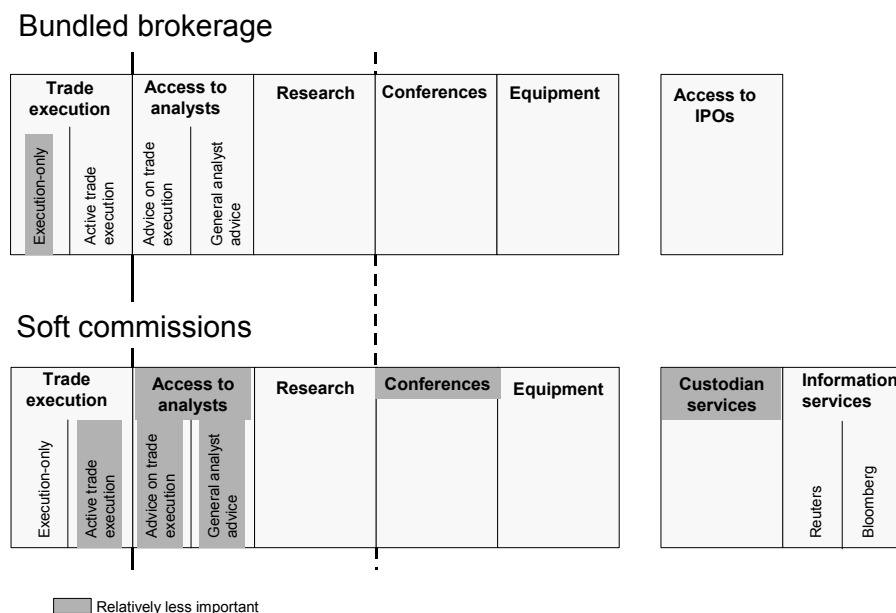 Bundled brokerage
Trade
execution
Execution-only
Active trade
execution
Access to
analysts
Advice on trade
execution
General analyst
advice
Research
Conferences
Equipment
Access to
IPOs
Soft commissions
Trade
execution
Execution-only
Active trade
execution
Access to
analysts
Advice on trade
execution
General analyst
advice
Research
Conferences
Equipment
Custodian
services
Information
services
Reuters
Bloomberg
Relatively less important